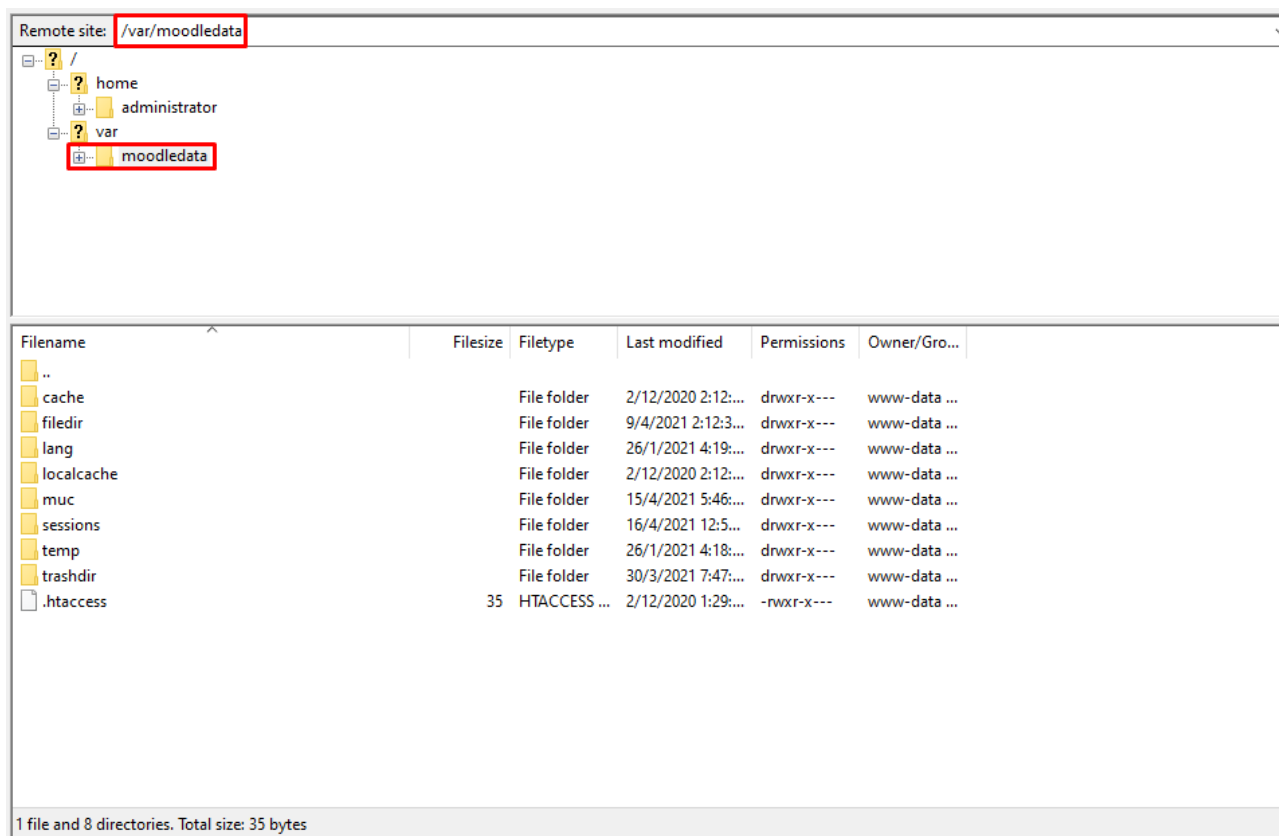 Remote site: /var/moodledata
? /
? home
administrator
? var
moodledata
Filename Filesize Filetype Last modified Permissions Owner/Gro...
..
cache File folder 2/12/2020 2:12:... drwxr-x--- www-data ...
filedir File folder 9/4/2021 2:12:3... drwxr-x--- www-data ...
lang File folder 26/1/2021 4:19:... drwxr-x--- www-data ...
localcache File folder 2/12/2020 2:12:... drwxr-x--- www-data ...
muc File folder 15/4/2021 5:46:... drwxr-x--- www-data ...
sessions File folder 16/4/2021 12:5... drwxr-x--- www-data ...
temp File folder 26/1/2021 4:18:... drwxr-x--- www-data ...
trashdir File folder 30/3/2021 7:47:... drwxr-x--- www-data ...
.htaccess 35 HTACCESS ... 2/12/2020 1:29:... -rwxr-x--- www-data ...
1 file and 8 directories. Total size: 35 bytes